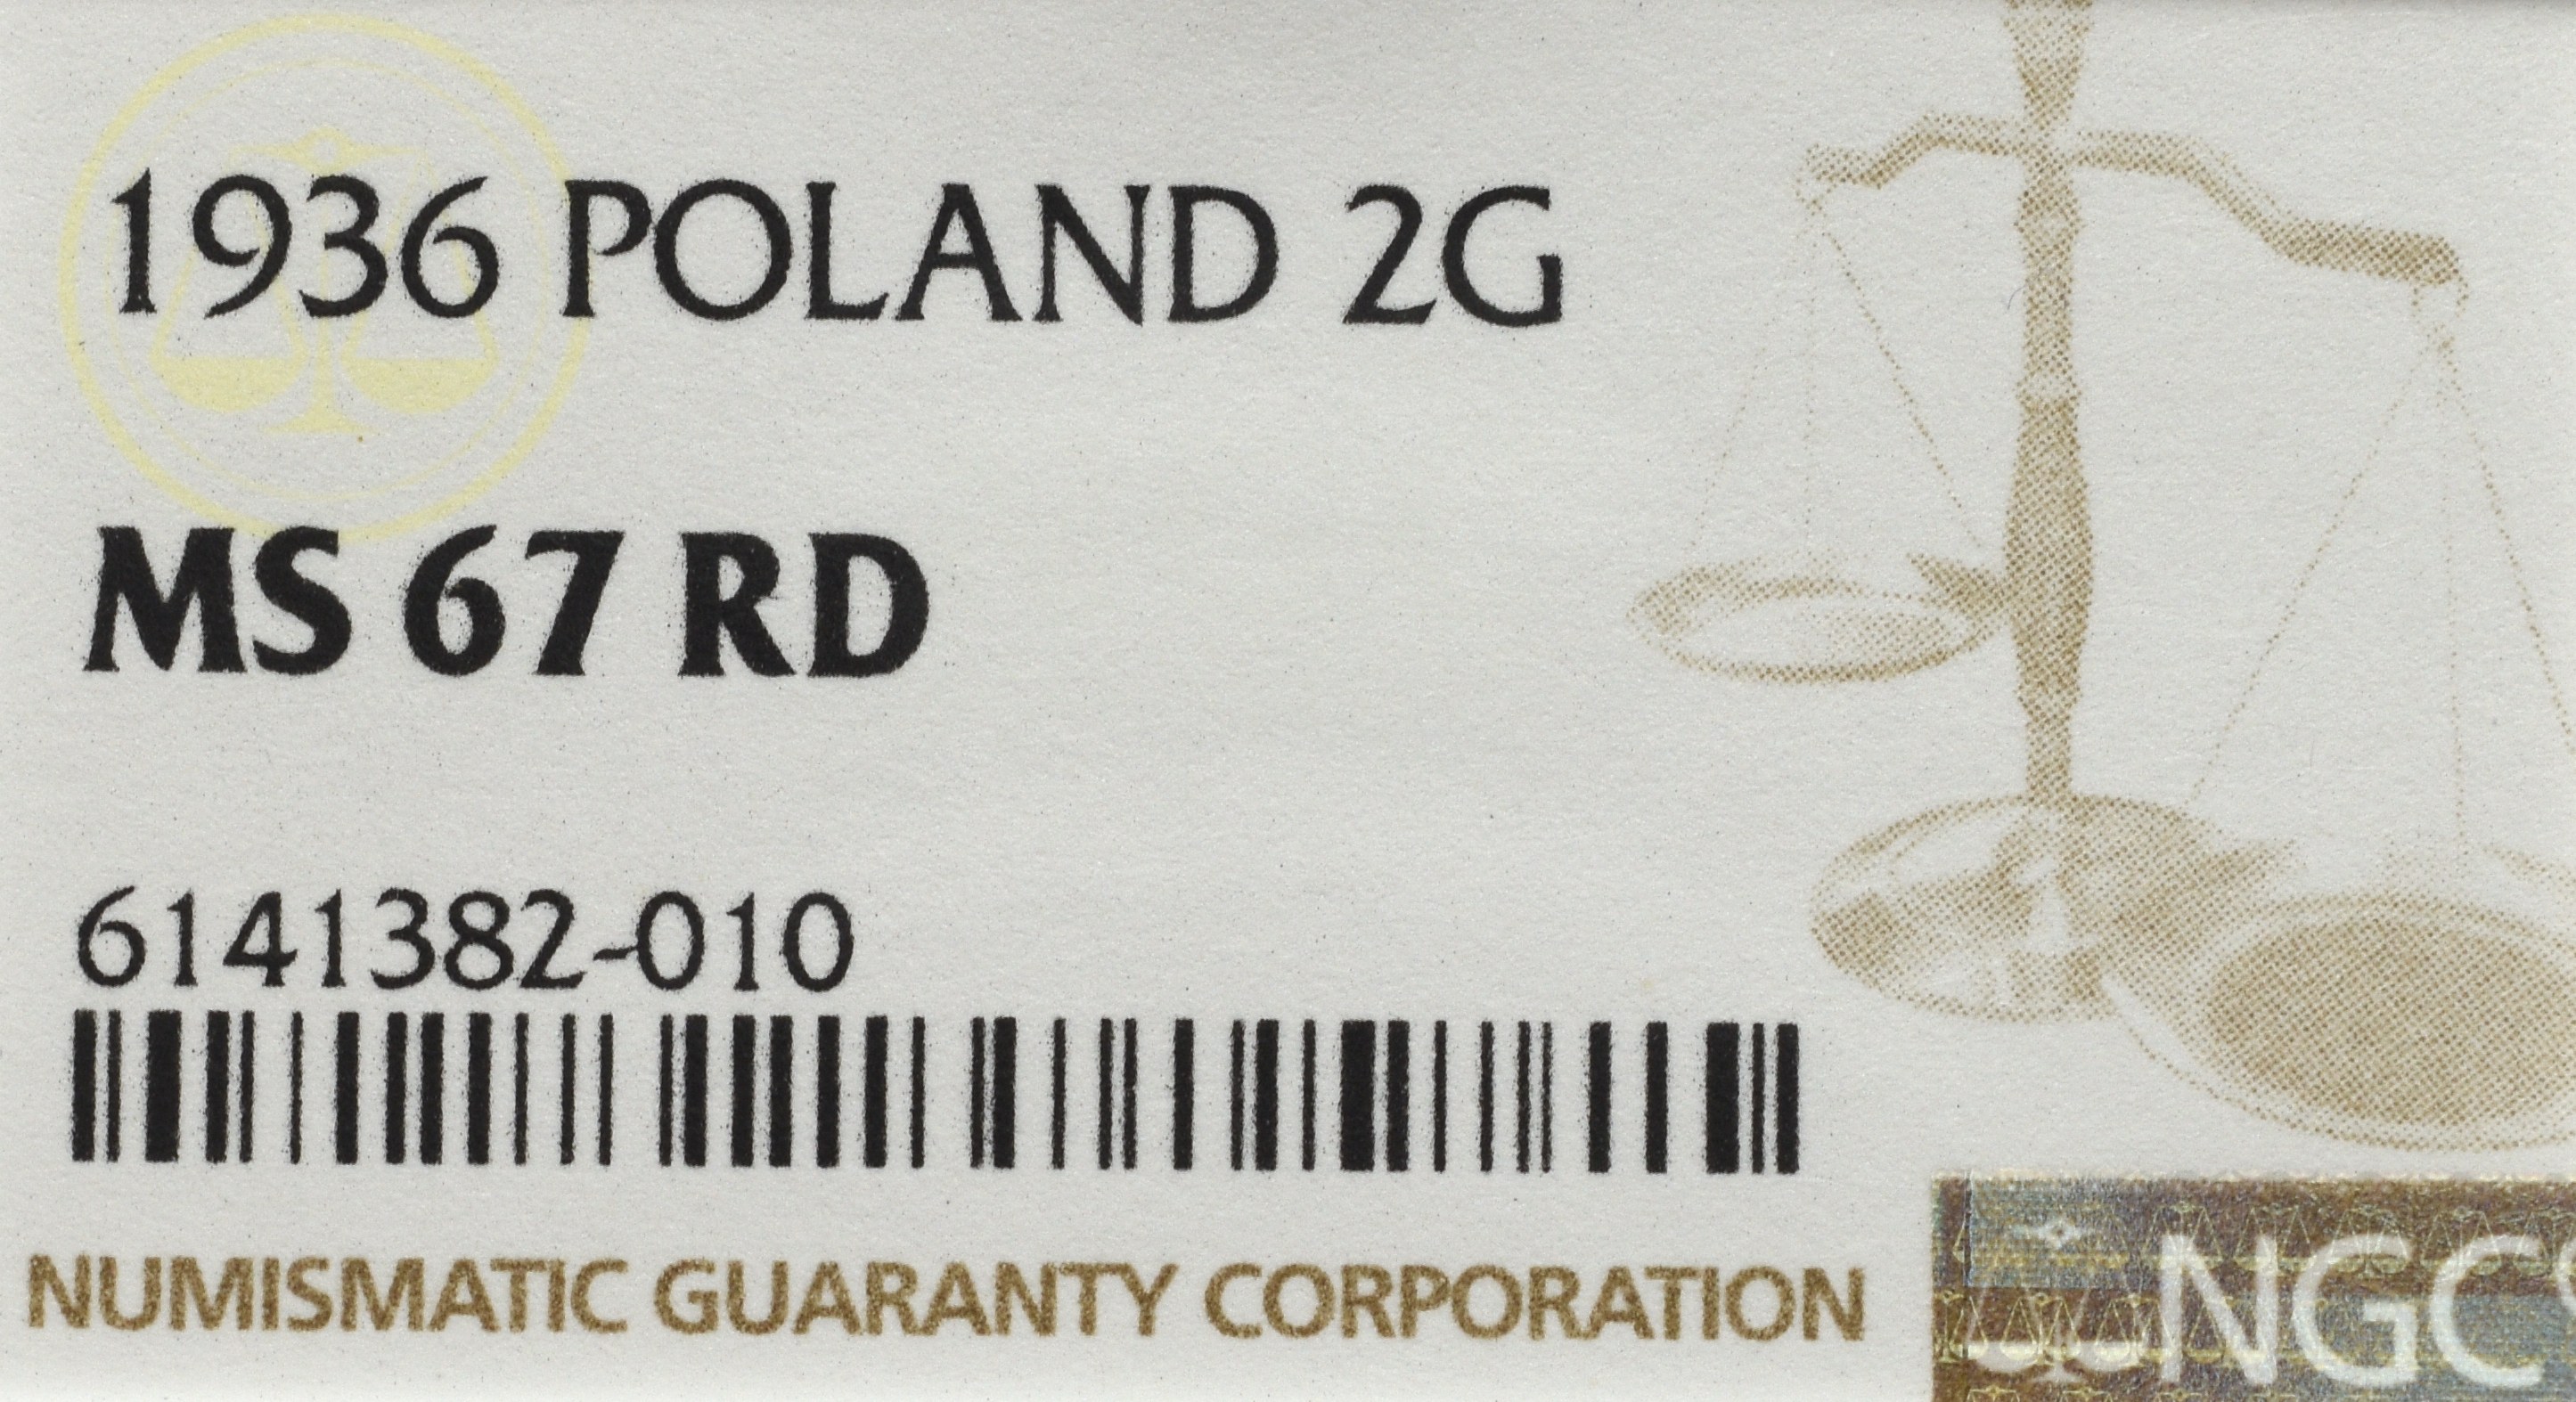 1936 POLAND 2G
MS 67 RD
6141382-010
NUMISMATIC GUARANTY CORPORATION
NGC